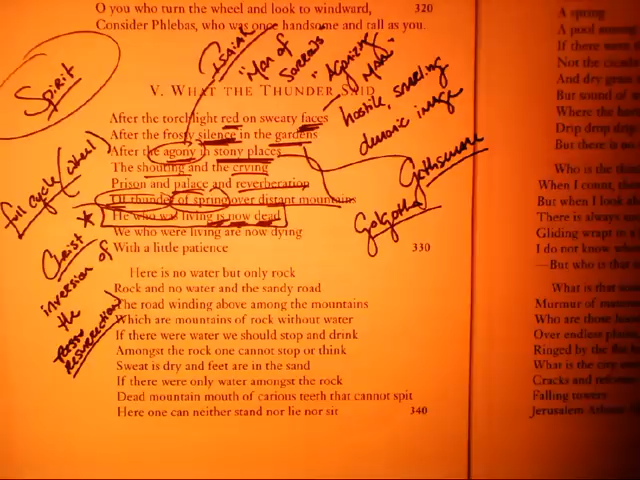 O you who turn the wheel and look to windward,
320
Consider Phlebas, who was once handsome and tall as you.
Isaiah
"Man of
Sorrows
"Agonizing
Man"
hostile, snarling
demonic image
Spirit
V. WHAT THE THUNDER SAID
After the torchlight red on sweaty faces
After the frosty silence in the gardens
After the agony in stony places
The shouting and the crying
Prison and palace and reverberation
Of thunder of spring over distant mountains
He who was living is now dead
We who were living are now dying
With a little patience
330
full cycle (wheel)
Gethsemane
Golgotha
Christ
inversion of
the
resurrection
Here is no water but only rock
Rock and no water and the sandy road
The road winding above among the mountains
Which are mountains of rock without water
If there were water we should stop and drink
Amongst the rock one cannot stop or think
Sweat is dry and feet are in the sand
If there were only water amongst the rock
Dead mountain mouth of carious teeth that cannot spit
Here one can neither stand nor lie nor sit
340
A spring
A pool among
If there were
Not the cicada
And dry
But sound of
Where the
Drip drop
But there is
Who is the
When I count,
But when I look
There is always
Gliding wrapt in
I do not know
—But who is that
What is that
Murmur of
Who are those
Over endless
Ringed by the
What is the city
Cracks and
Falling towers
Jerusalem